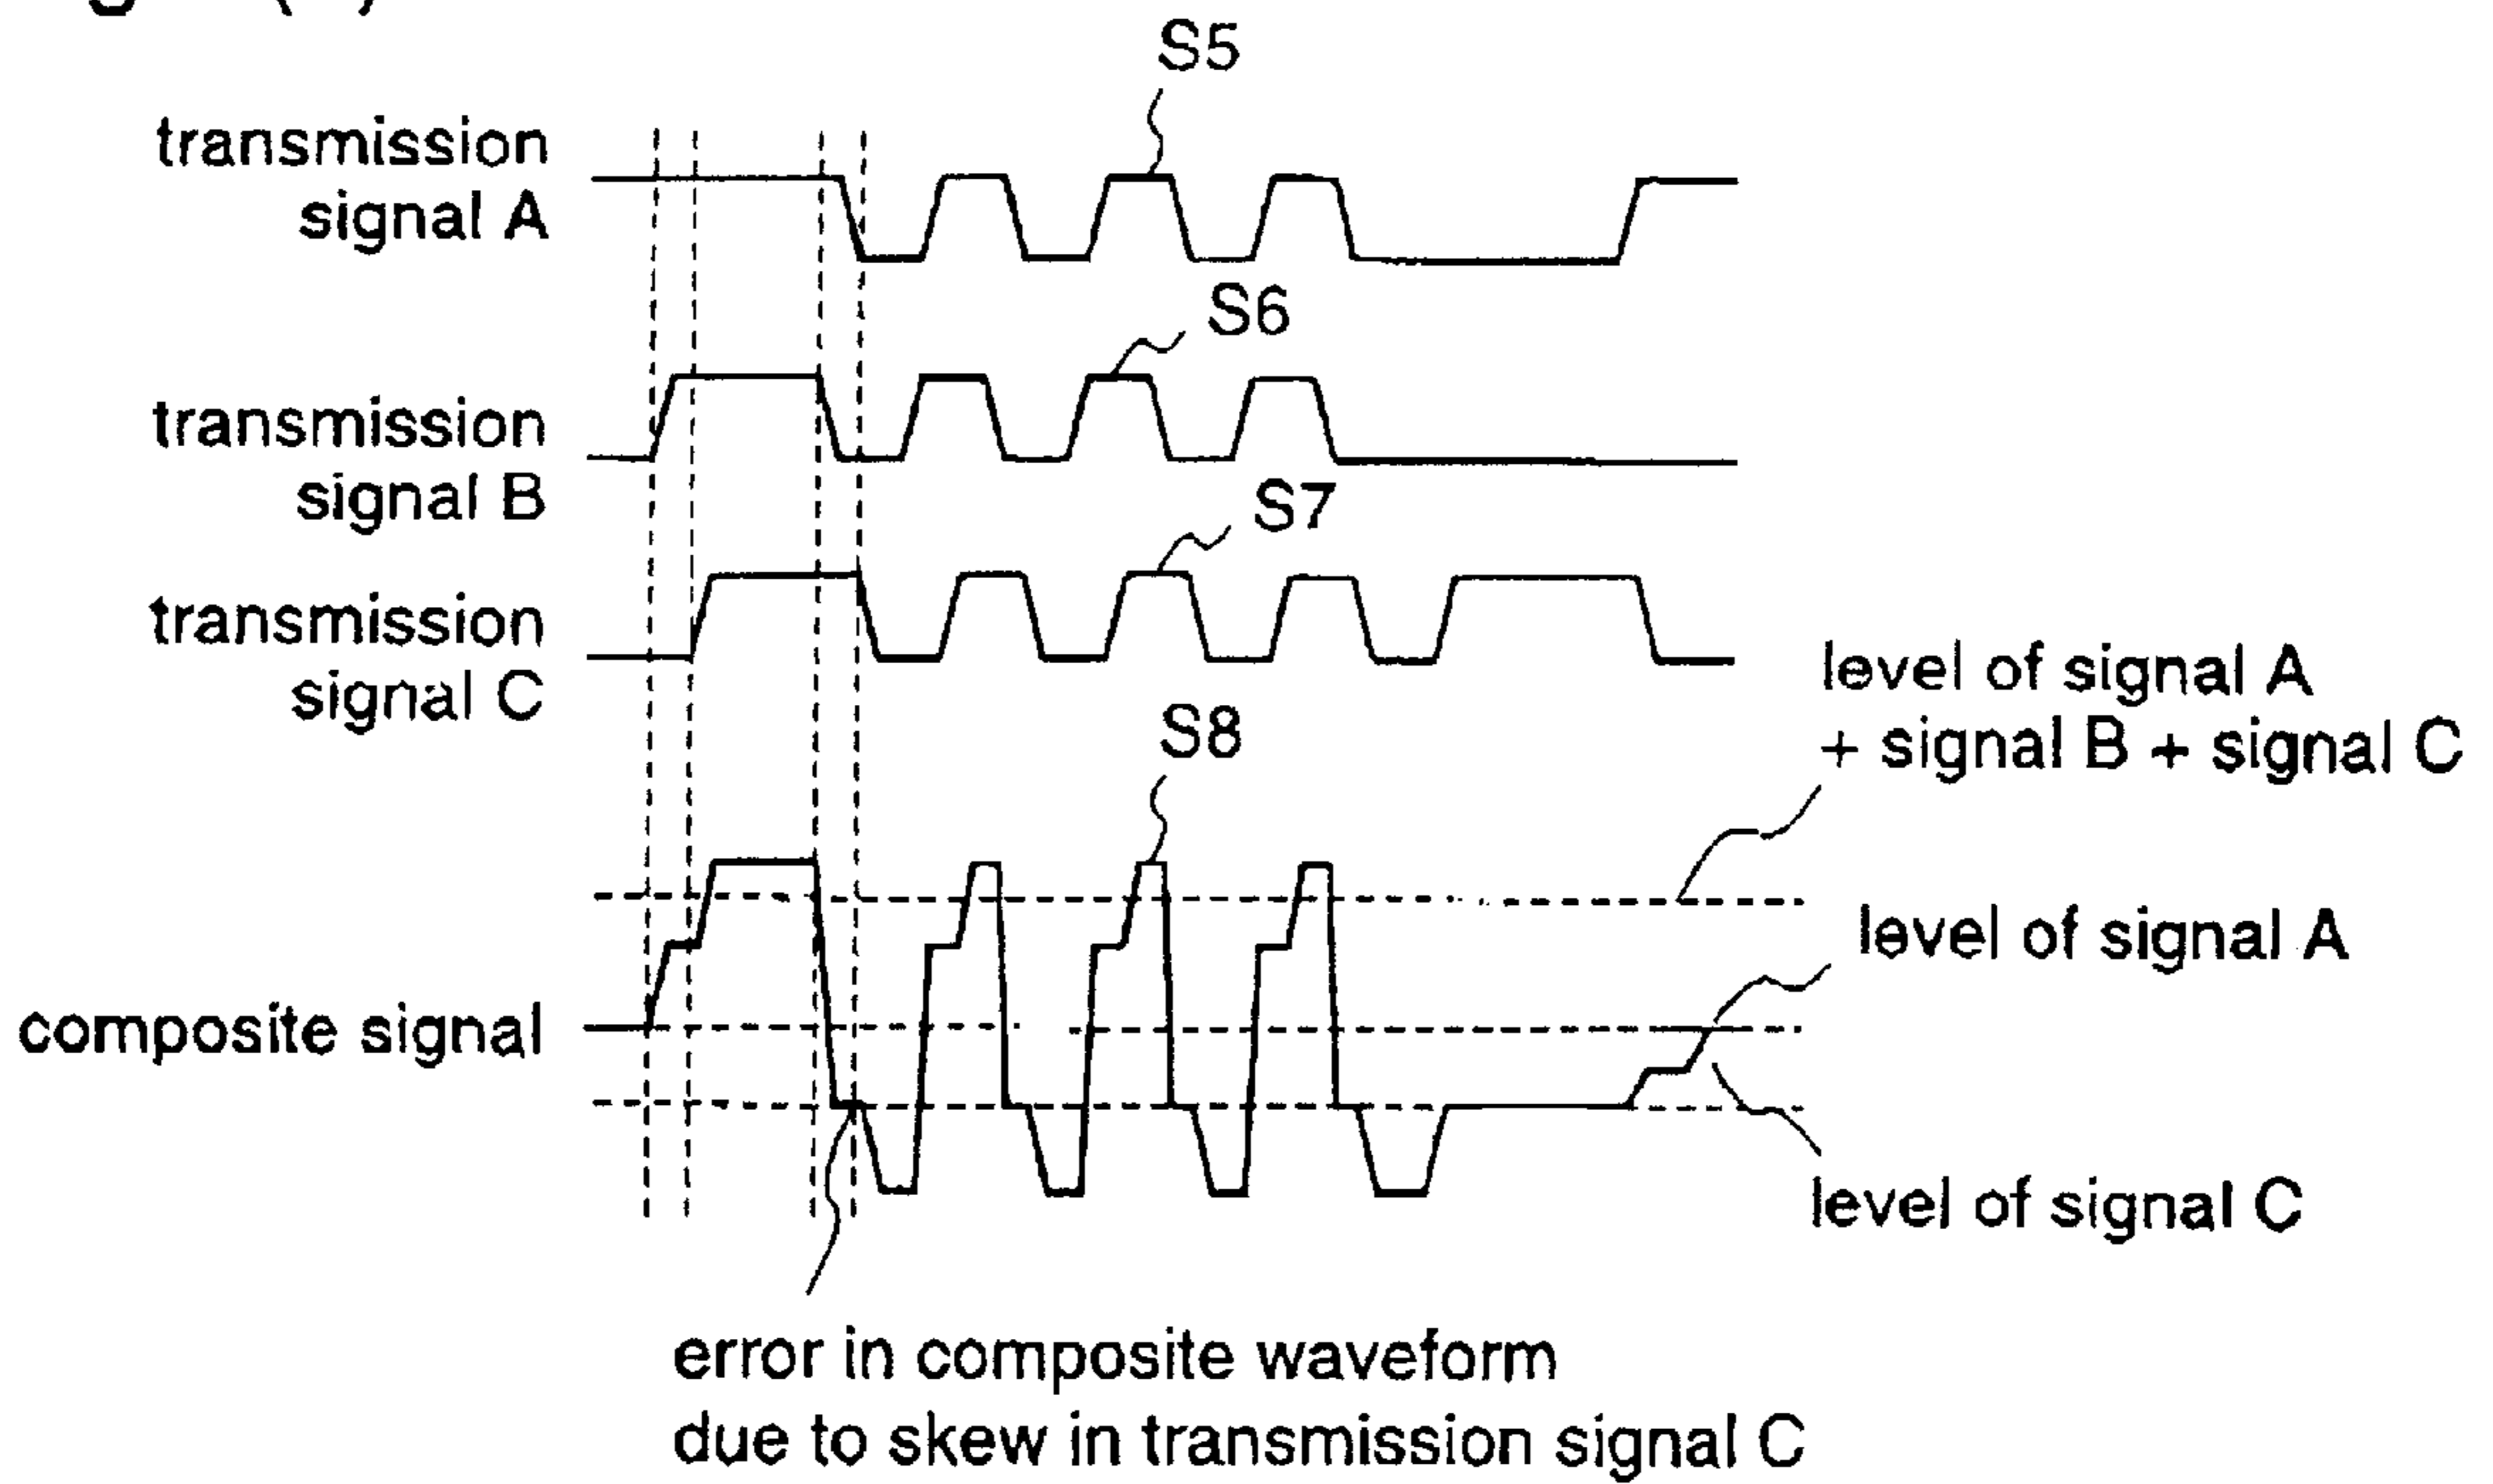 S5
transmission
signal A
S6
transmission
signal B
S7
transmission
signal C
level of signal A
+ signal B + signal C
S8
level of signal A
composite signal
level of signal C
error in composite waveform
due to skew in transmission signal C